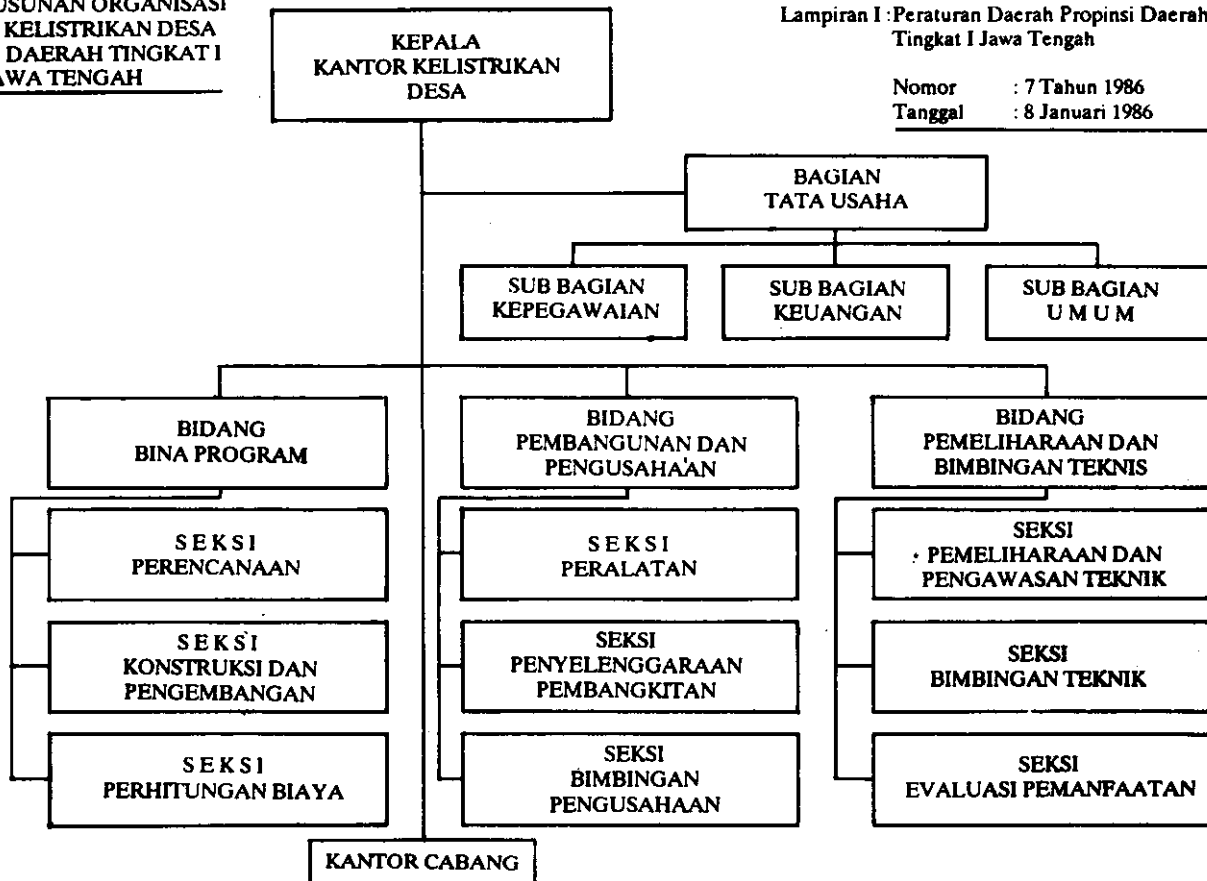 USUNAN ORGANISASI
KELISTRIKAN DESA
DAERAH TINGKAT I
AWA TENGAH
Lampiran I : Peraturan Daerah Propinsi Daerah
Tingkat I Jawa Tengah
Nomor : 7 Tahun 1986
Tanggal : 8 Januari 1986
KEPALA
KANTOR KELISTRIKAN
DESA
BAGIAN
TATA USAHA
SUB BAGIAN
KEPEGAWAIAN
SUB BAGIAN
KEUANGAN
SUB BAGIAN
U M U M
BIDANG
BINA PROGRAM
BIDANG
PEMBANGUNAN DAN
PENGUSAHAAN
BIDANG
PEMELIHARAAN DAN
BIMBINGAN TEKNIS
S E K S I
PERENCANAAN
S E K S I
PERALATAN
SEKSI
PEMELIHARAAN DAN
PENGAWASAN TEKNIK
S E K S I
KONSTRUKSI DAN
PENGEMBANGAN
SEKSI
PENYELENGGARAAN
PEMBANGKITAN
SEKSI
BIMBINGAN TEKNIK
S E K S I
PERHITUNGAN BIAYA
SEKSI
BIMBINGAN
PENGUSAHAAN
SEKSI
EVALUASI PEMANFAATAN
KANTOR CABANG